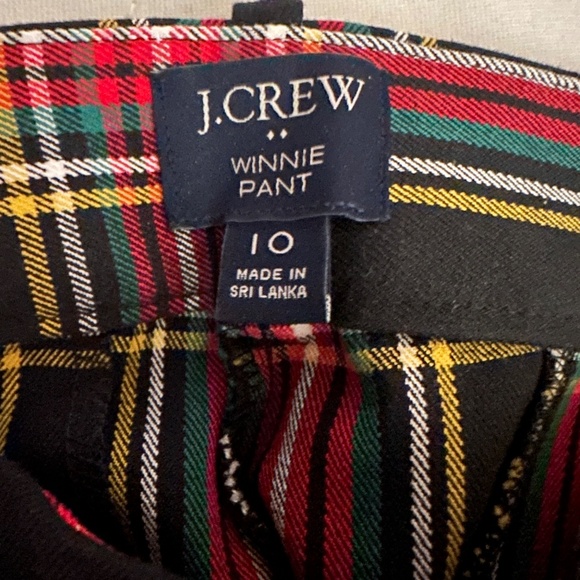 J.CREW
WINNIE
PANT
10
MADE IN
SRI LANKA